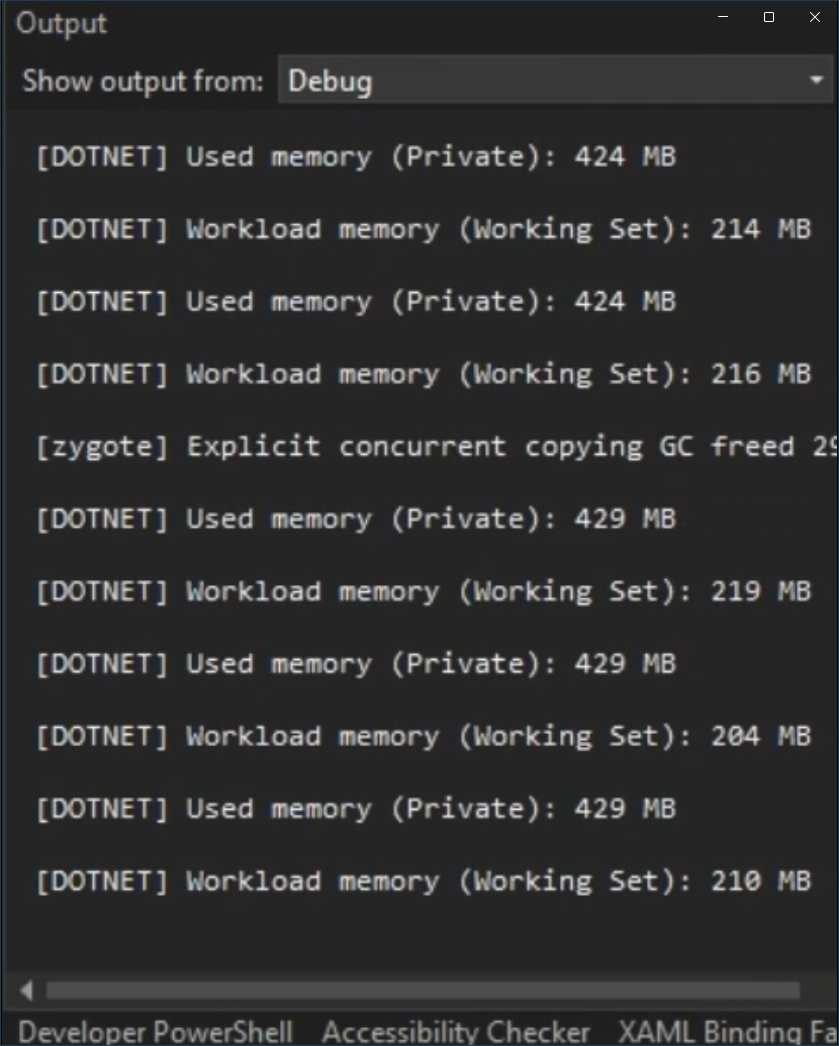 Output
Show output from: Debug
[DOTNET] Used memory (Private): 424 MB
[DOTNET] Workload memory (Working Set): 214 MB
[DOTNET] Used memory (Private): 424 MB
[DOTNET] Workload memory (Working Set): 216 MB
[zygote] Explicit concurrent copying GC freed
[DOTNET] Used memory (Private): 429 MB
[DOTNET] Workload memory (Working Set): 219 MB
[DOTNET] Used memory (Private): 429 MB
[DOTNET] Workload memory (Working Set): 204 MB
[DOTNET] Used memory (Private): 429 MB
[DOTNET] Workload memory (Working Set): 210 MB
Developer PowerShell Accessibility Checker XAML Binding